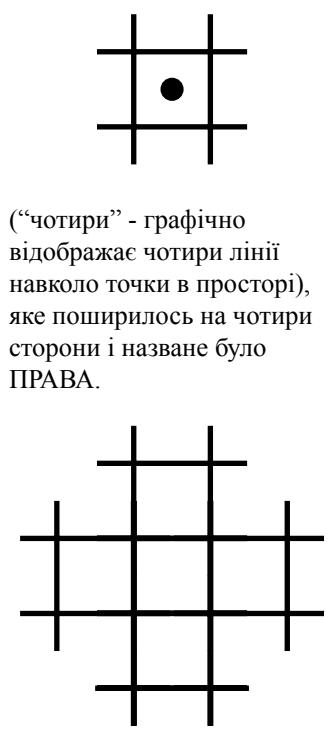 (“чотири” - графічно
відображає чотири лінії
навколо точки в просторі),
яке поширилось на чотири
сторони і назване було
ПРАВА.